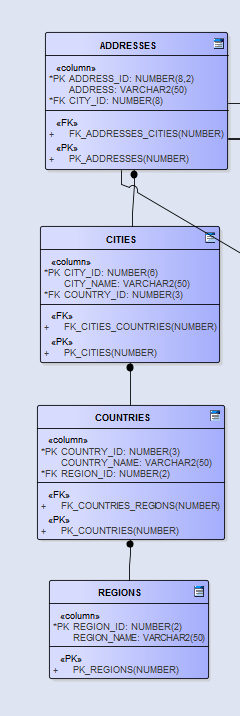 ADDRESSES
«column»
*PK ADDRESS_ID: NUMBER(8,2)
ADDRESS: VARCHAR2(50)
*FK CITY_ID: NUMBER(8)
«FK»
+ FK_ADDRESSES_CITIES(NUMBER)
«PK»
+ PK_ADDRESSES(NUMBER)
CITIES
«column»
*PK CITY_ID: NUMBER(6)
CITY_NAME: VARCHAR2(50)
*FK COUNTRY_ID: NUMBER(3)
«FK»
+ FK_CITIES_COUNTRIES(NUMBER)
«PK»
+ PK_CITIES(NUMBER)
COUNTRIES
«column»
*PK COUNTRY_ID: NUMBER(3)
COUNTRY_NAME: VARCHAR2(50)
*FK REGION_ID: NUMBER(2)
«FK»
+ FK_COUNTRIES_REGIONS(NUMBER)
«PK»
+ PK_COUNTRIES(NUMBER)
REGIONS
«column»
*PK REGION_ID: NUMBER(2)
REGION_NAME: VARCHAR2(50)
«PK»
+ PK_REGIONS(NUMBER)